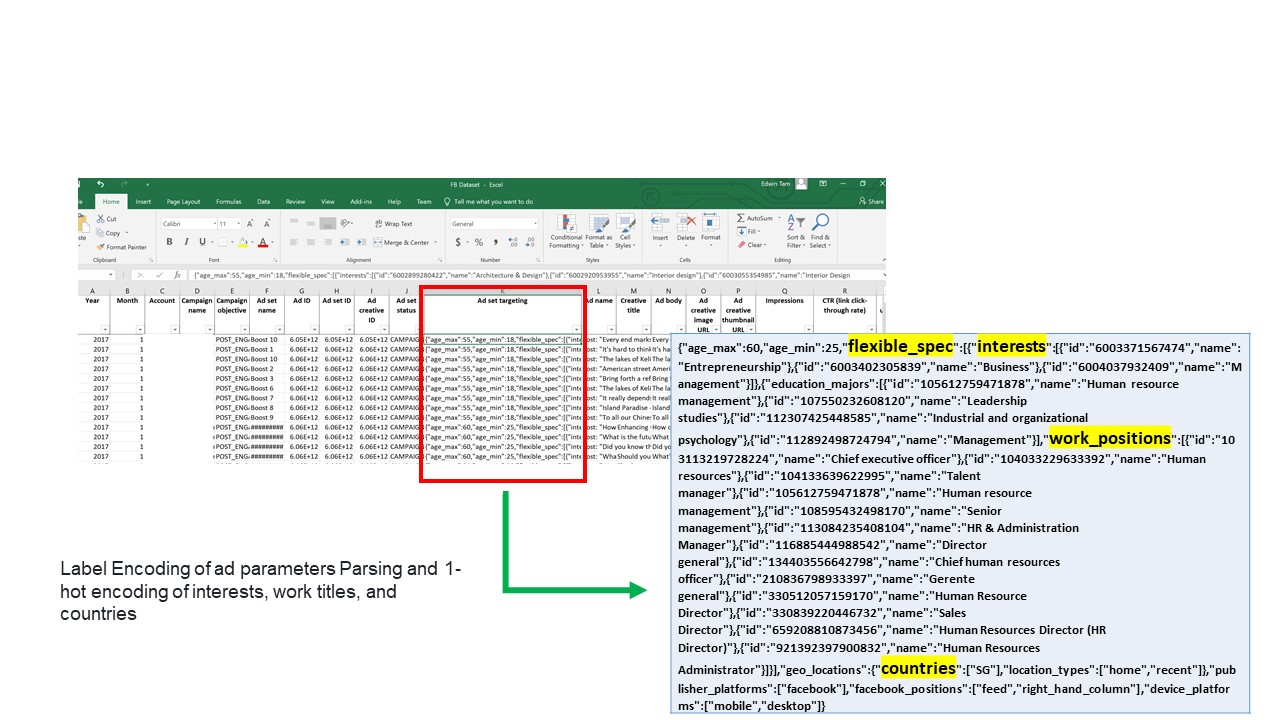 FB Dataset - Excel
Edwin Tam
Home Insert Page Layout Formulas Data Review View Add-ins Help Team Tell me what you want to do
Share
Cut
Copy
Format Painter
Calibri 11
B I U
Wrap Text
Merge & Center
General
$ % ,
Conditional Formatting
Format as Table
Cell Styles
Insert Delete Format
AutoSum
Fill
Clear
Sort & Filter
Find & Select
Clipboard Font Alignment Number Styles Cells Editing
fx {"age_max":55,"age_min":18,"flexible_spec":[{"interests":[{"id":"6002899280422","name":"Architecture & Design"},{"id":"6002920953955","name":"Interior design"},{"id":"6003055354985","name":"Interior Design
A B C D E F G H I J K L M N O P Q R
Year Month Account Campaign name Campaign objective Ad set name Ad ID Ad set ID Ad creative ID Ad set status Ad set targeting Ad name Creative title Ad body Ad creative image URL Ad creative thumbnail URL Impressions CTR (link click-through rate)
2017 1 POST_ENG Boost 10 6.05E+12 6.05E+12 6.05E+12 CAMPAIG {"age_max":55,"age_min":18,"flexible_spec":[{"inte post: "Every end marks Every
2017 1 POST_ENG Boost 1 6.06E+12 6.06E+12 6.06E+12 CAMPAIG {"age_max":55,"age_min":18,"flexible_spec":[{"inte post: "It's hard to think It's hard
2017 1 POST_ENG Boost 10 6.06E+12 6.06E+12 6.06E+12 CAMPAIG {"age_max":55,"age_min":18,"flexible_spec":[{"inte post: "The lakes of Keli The l
2017 1 POST_ENG Boost 2 6.06E+12 6.06E+12 6.06E+12 CAMPAIG {"age_max":55,"age_min":18,"flexible_spec":[{"inte post: "American street Ameri
2017 1 POST_ENG Boost 3 6.06E+12 6.06E+12 6.06E+12 CAMPAIG {"age_max":55,"age_min":18,"flexible_spec":[{"inte post: "Bring forth a ref Bring
2017 1 POST_ENG Boost 6 6.06E+12 6.06E+12 6.06E+12 CAMPAIG {"age_max":55,"age_min":18,"flexible_spec":[{"inte post: "The lakes of Keli The l
2017 1 POST_ENG Boost 7 6.06E+12 6.06E+12 6.06E+12 CAMPAIG {"age_max":55,"age_min":18,"flexible_spec":[{"inte post: "It really depend It real
2017 1 POST_ENG Boost 8 6.06E+12 6.06E+12 6.06E+12 CAMPAIG {"age_max":55,"age_min":18,"flexible_spec":[{"inte post: "Island Paradise - Island
2017 1 POST_ENG Boost 9 6.06E+12 6.06E+12 6.06E+12 CAMPAIG {"age_max":55,"age_min":18,"flexible_spec":[{"inte post: "To all our Chine To all
2017 1 POST_ENG ######### 6.06E+12 6.06E+12 6.06E+12 CAMPAIG {"age_max":60,"age_min":25,"flexible_spec":[{"inte post: "How Enhancing
2017 1 POST_ENG ######### 6.06E+12 6.06E+12 6.06E+12 CAMPAIG {"age_max":60,"age_min":25,"flexible_spec":[{"inte post: "What is the futu What
2017 1 POST_ENG ######### 6.06E+12 6.06E+12 6.06E+12 CAMPAIG {"age_max":60,"age_min":25,"flexible_spec":[{"inte post: "Did you know th Did y
2017 1 POST_ENG ######### 6.06E+12 6.06E+12 6.06E+12 CAMPAIG {"age_max":60,"age_min":25,"flexible_spec":[{"inte post: "Wha Should you What'
{"age_max":60,"age_min":25,"flexible_spec":[{"interests":[{"id":"6003371567474","name":
"Entrepreneurship"},{"id":"6003402305839","name":"Business"},{"id":"6004037932409","name":"M
anagement"}]},{"education_majors":[{"id":"105612759471878","name":"Human resource
management"},{"id":"107550232608120","name":"Leadership
studies"},{"id":"112307425448585","name":"Industrial and organizational
psychology"},{"id":"112892498724794","name":"Management"}],"work_positions":[{"id":"10
3113219728224","name":"Chief executive officer"},{"id":"104033229633392","name":"Human
resources"},{"id":"104133639622995","name":"Talent
manager"},{"id":"105612759471878","name":"Human resource
management"},{"id":"108595432498170","name":"Senior
management"},{"id":"113084235408104","name":"HR & Administration
Manager"},{"id":"116885444988542","name":"Director
general"},{"id":"134403556642798","name":"Chief human resources
officer"},{"id":"210836798933397","name":"Gerente
general"},{"id":"330512057159170","name":"Human Resource
Director"},{"id":"330839220446732","name":"Sales
Director"},{"id":"659208810873456","name":"Human Resources Director (HR
Director)"},{"id":"921392397900832","name":"Human Resources
Administrator"}]}],"geo_locations":{"countries":["SG"],"location_types":["home","recent"]},"pub
lisher_platforms":["facebook"],"facebook_positions":["feed","right_hand_column"],"device_platfor
ms":["mobile","desktop"]}
Label Encoding of ad parameters Parsing and 1-
hot encoding of interests, work titles, and
countries